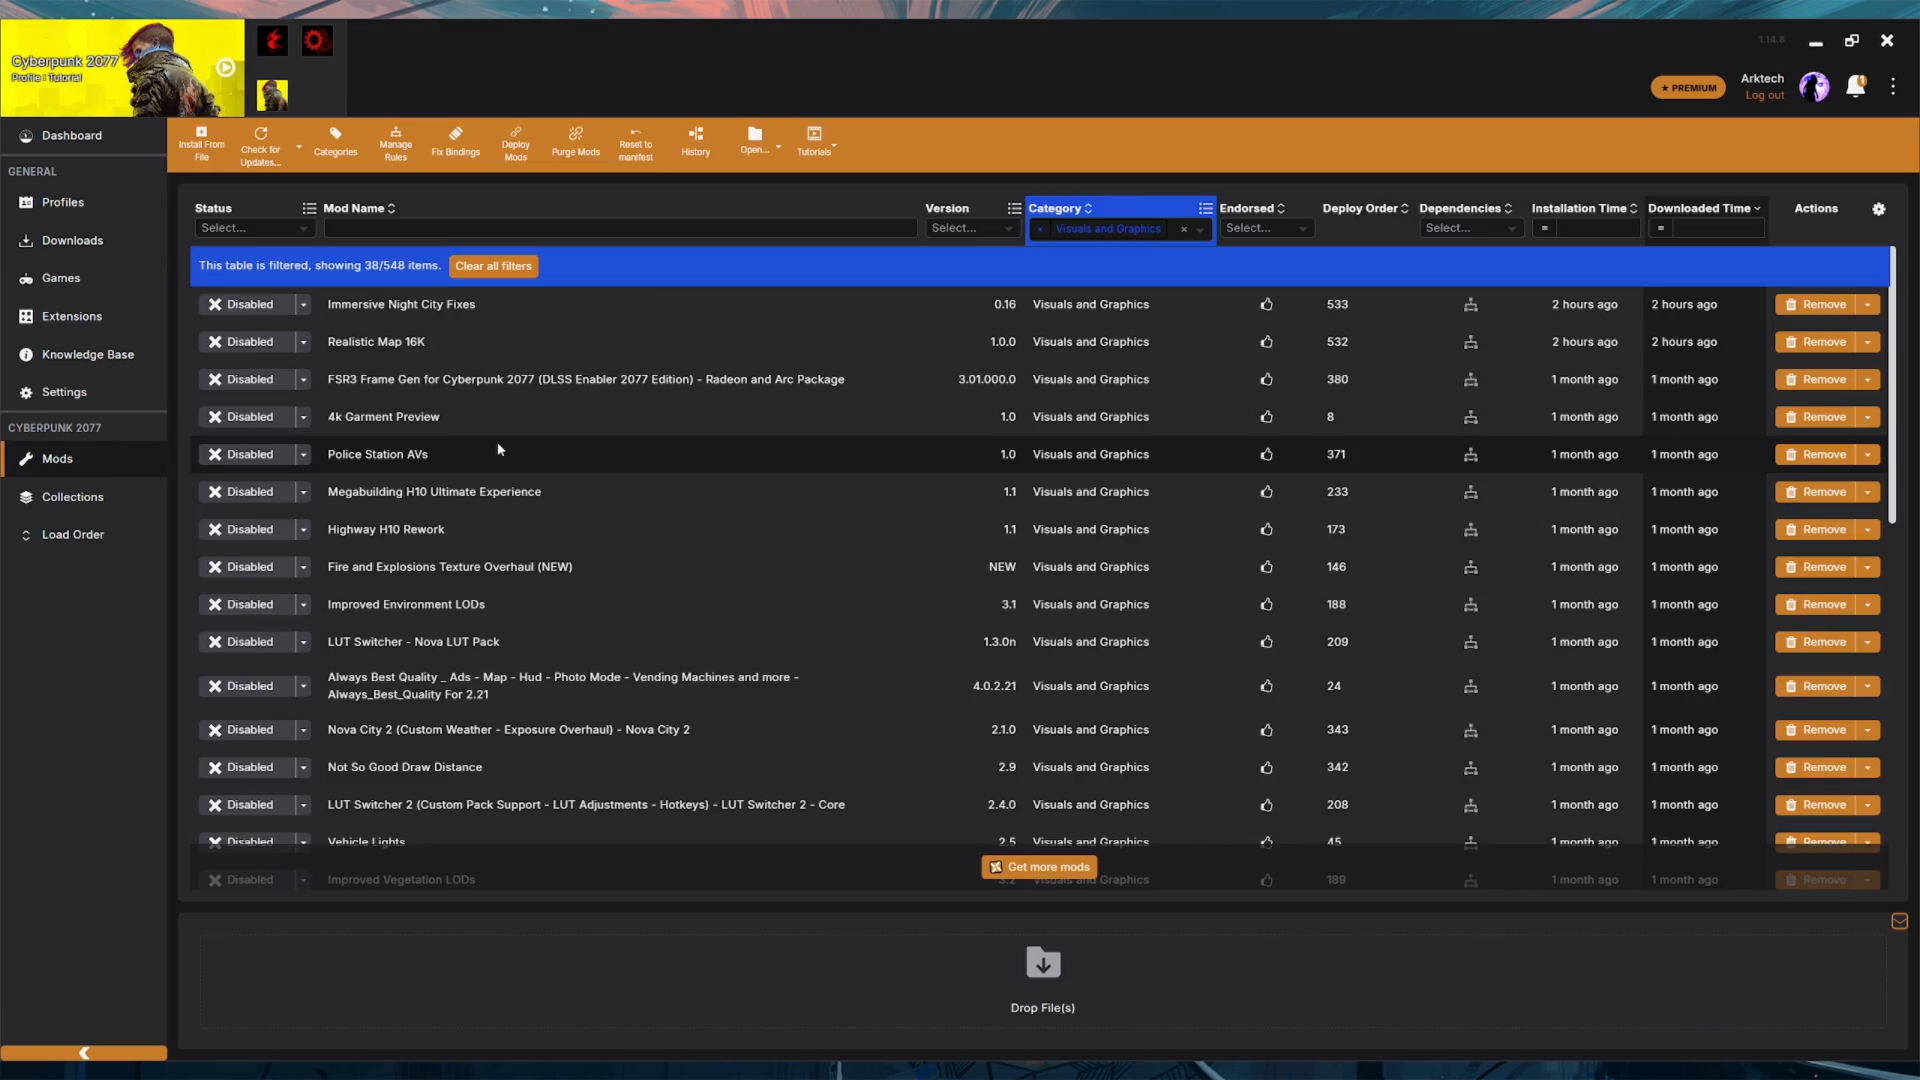 1.14.8
Cyberpunk 2077
Profile : Tutorial
PREMIUM
Arktech
Log out
1
Dashboard
GENERAL
Profiles
Downloads
Games
Extensions
Knowledge Base
Settings
CYBERPUNK 2077
Mods
Collections
Load Order
Install From File
Check for Updates...
Categories
Manage Rules
Fix Bindings
Deploy Mods
Purge Mods
Reset to manifest
History
Open...
Tutorials
Status Mod Name Version Category Endorsed Deploy Order Dependencies Installation Time Downloaded Time Actions
Select... Select... × Visuals and Graphics × Select... Select... = =
This table is filtered, showing 38/548 items. Clear all filters
Disabled Immersive Night City Fixes 0.16 Visuals and Graphics 533 2 hours ago 2 hours ago Remove
Disabled Realistic Map 16K 1.0.0 Visuals and Graphics 532 2 hours ago 2 hours ago Remove
Disabled FSR3 Frame Gen for Cyberpunk 2077 (DLSS Enabler 2077 Edition) - Radeon and Arc Package 3.01.000.0 Visuals and Graphics 380 1 month ago 1 month ago Remove
Disabled 4k Garment Preview 1.0 Visuals and Graphics 8 1 month ago 1 month ago Remove
Disabled Police Station AVs 1.0 Visuals and Graphics 371 1 month ago 1 month ago Remove
Disabled Megabuilding H10 Ultimate Experience 1.1 Visuals and Graphics 233 1 month ago 1 month ago Remove
Disabled Highway H10 Rework 1.1 Visuals and Graphics 173 1 month ago 1 month ago Remove
Disabled Fire and Explosions Texture Overhaul (NEW) NEW Visuals and Graphics 146 1 month ago 1 month ago Remove
Disabled Improved Environment LODs 3.1 Visuals and Graphics 188 1 month ago 1 month ago Remove
Disabled LUT Switcher - Nova LUT Pack 1.3.0n Visuals and Graphics 209 1 month ago 1 month ago Remove
Disabled Always Best Quality _ Ads - Map - Hud - Photo Mode - Vending Machines and more -
Always_Best_Quality For 2.21 4.0.2.21 Visuals and Graphics 24 1 month ago 1 month ago Remove
Disabled Nova City 2 (Custom Weather - Exposure Overhaul) - Nova City 2 2.1.0 Visuals and Graphics 343 1 month ago 1 month ago Remove
Disabled Not So Good Draw Distance 2.9 Visuals and Graphics 342 1 month ago 1 month ago Remove
Disabled LUT Switcher 2 (Custom Pack Support - LUT Adjustments - Hotkeys) - LUT Switcher 2 - Core 2.4.0 Visuals and Graphics 208 1 month ago 1 month ago Remove
Disabled Vehicle Lights 2.5 Visuals and Graphics 45 1 month ago 1 month ago Remove
Get more mods
Disabled Improved Vegetation LODs 3.2 Visuals and Graphics 189 1 month ago 1 month ago Remove
Drop File(s)